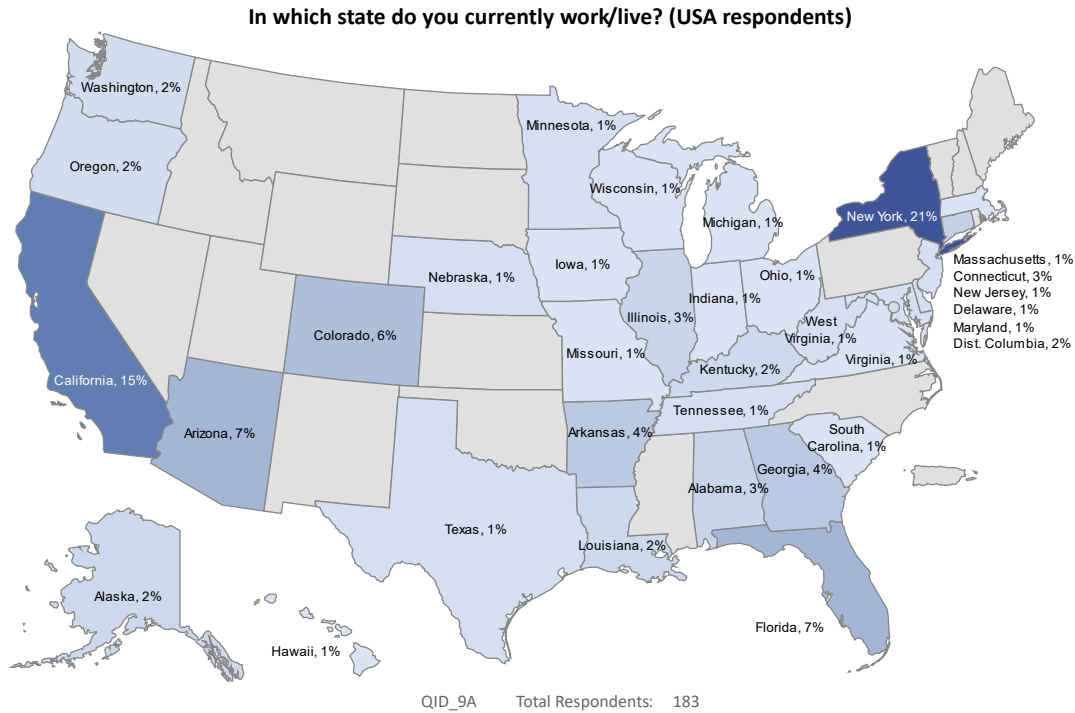 In which state do you currently work/live? (USA respondents)
Washington, 2%
Oregon, 2%
California, 15%
Arizona, 7%
Colorado, 6%
Nebraska, 1%
Minnesota, 1%
Iowa, 1%
Missouri, 1%
Arkansas, 4%
Louisiana, 2%
Texas, 1%
Wisconsin, 1%
Illinois, 3%
Michigan, 1%
Indiana, 1%
Ohio, 1%
Kentucky, 2%
Tennessee, 1%
Alabama, 3%
Georgia, 4%
Florida, 7%
South
Carolina, 1%
West
Virginia, 1%
Virginia, 1%
New York, 21%
Massachusetts, 1%
Connecticut, 3%
New Jersey, 1%
Delaware, 1%
Maryland, 1%
Dist. Columbia, 2%
Alaska, 2%
Hawaii, 1%
QID_9A Total Respondents: 183